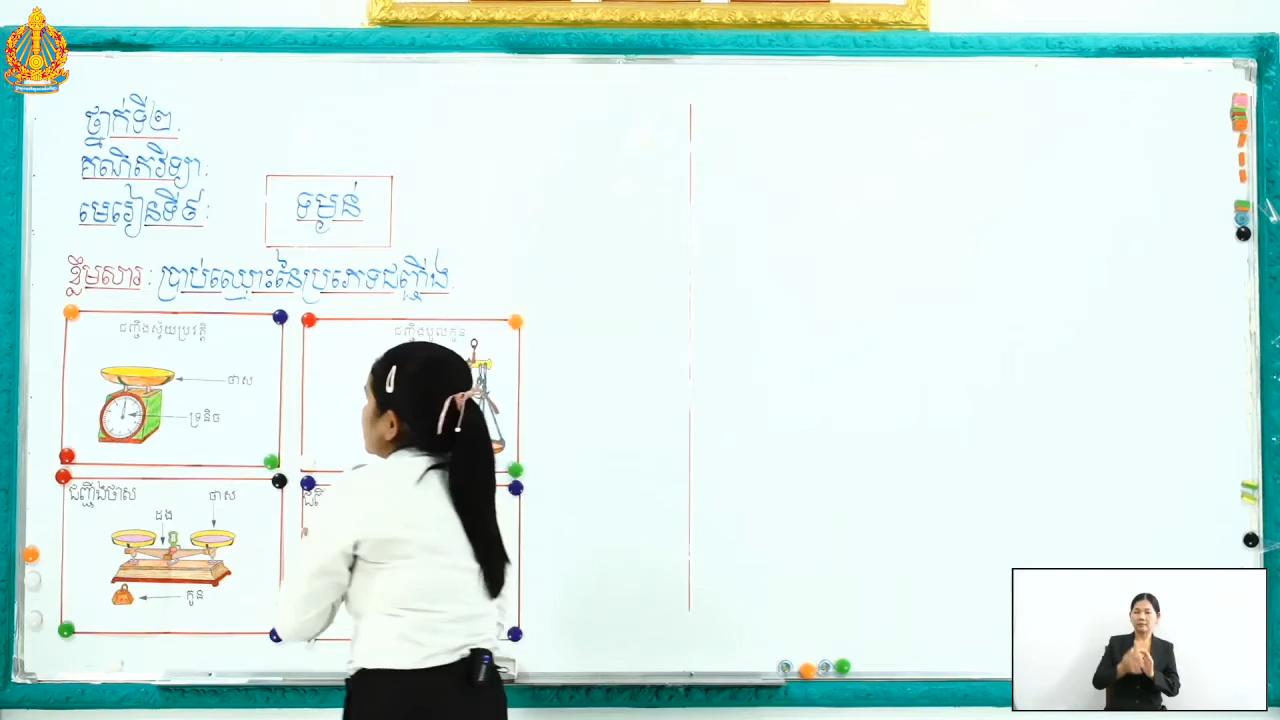 ថ្នាក់ទី២.
គណិតវិទ្យា:
មេរៀនទី៩:
ទម្ងន់
ខ្លឹមសារ : ប្រាប់ឈ្មោះនៃប្រភេទជញ្ជីង.
ជញ្ជីងស្វ័យប្រវត្តិ
ថាស
ទ្រនិច
ជញ្ជីងថាស
ថាស
ដង
កូន